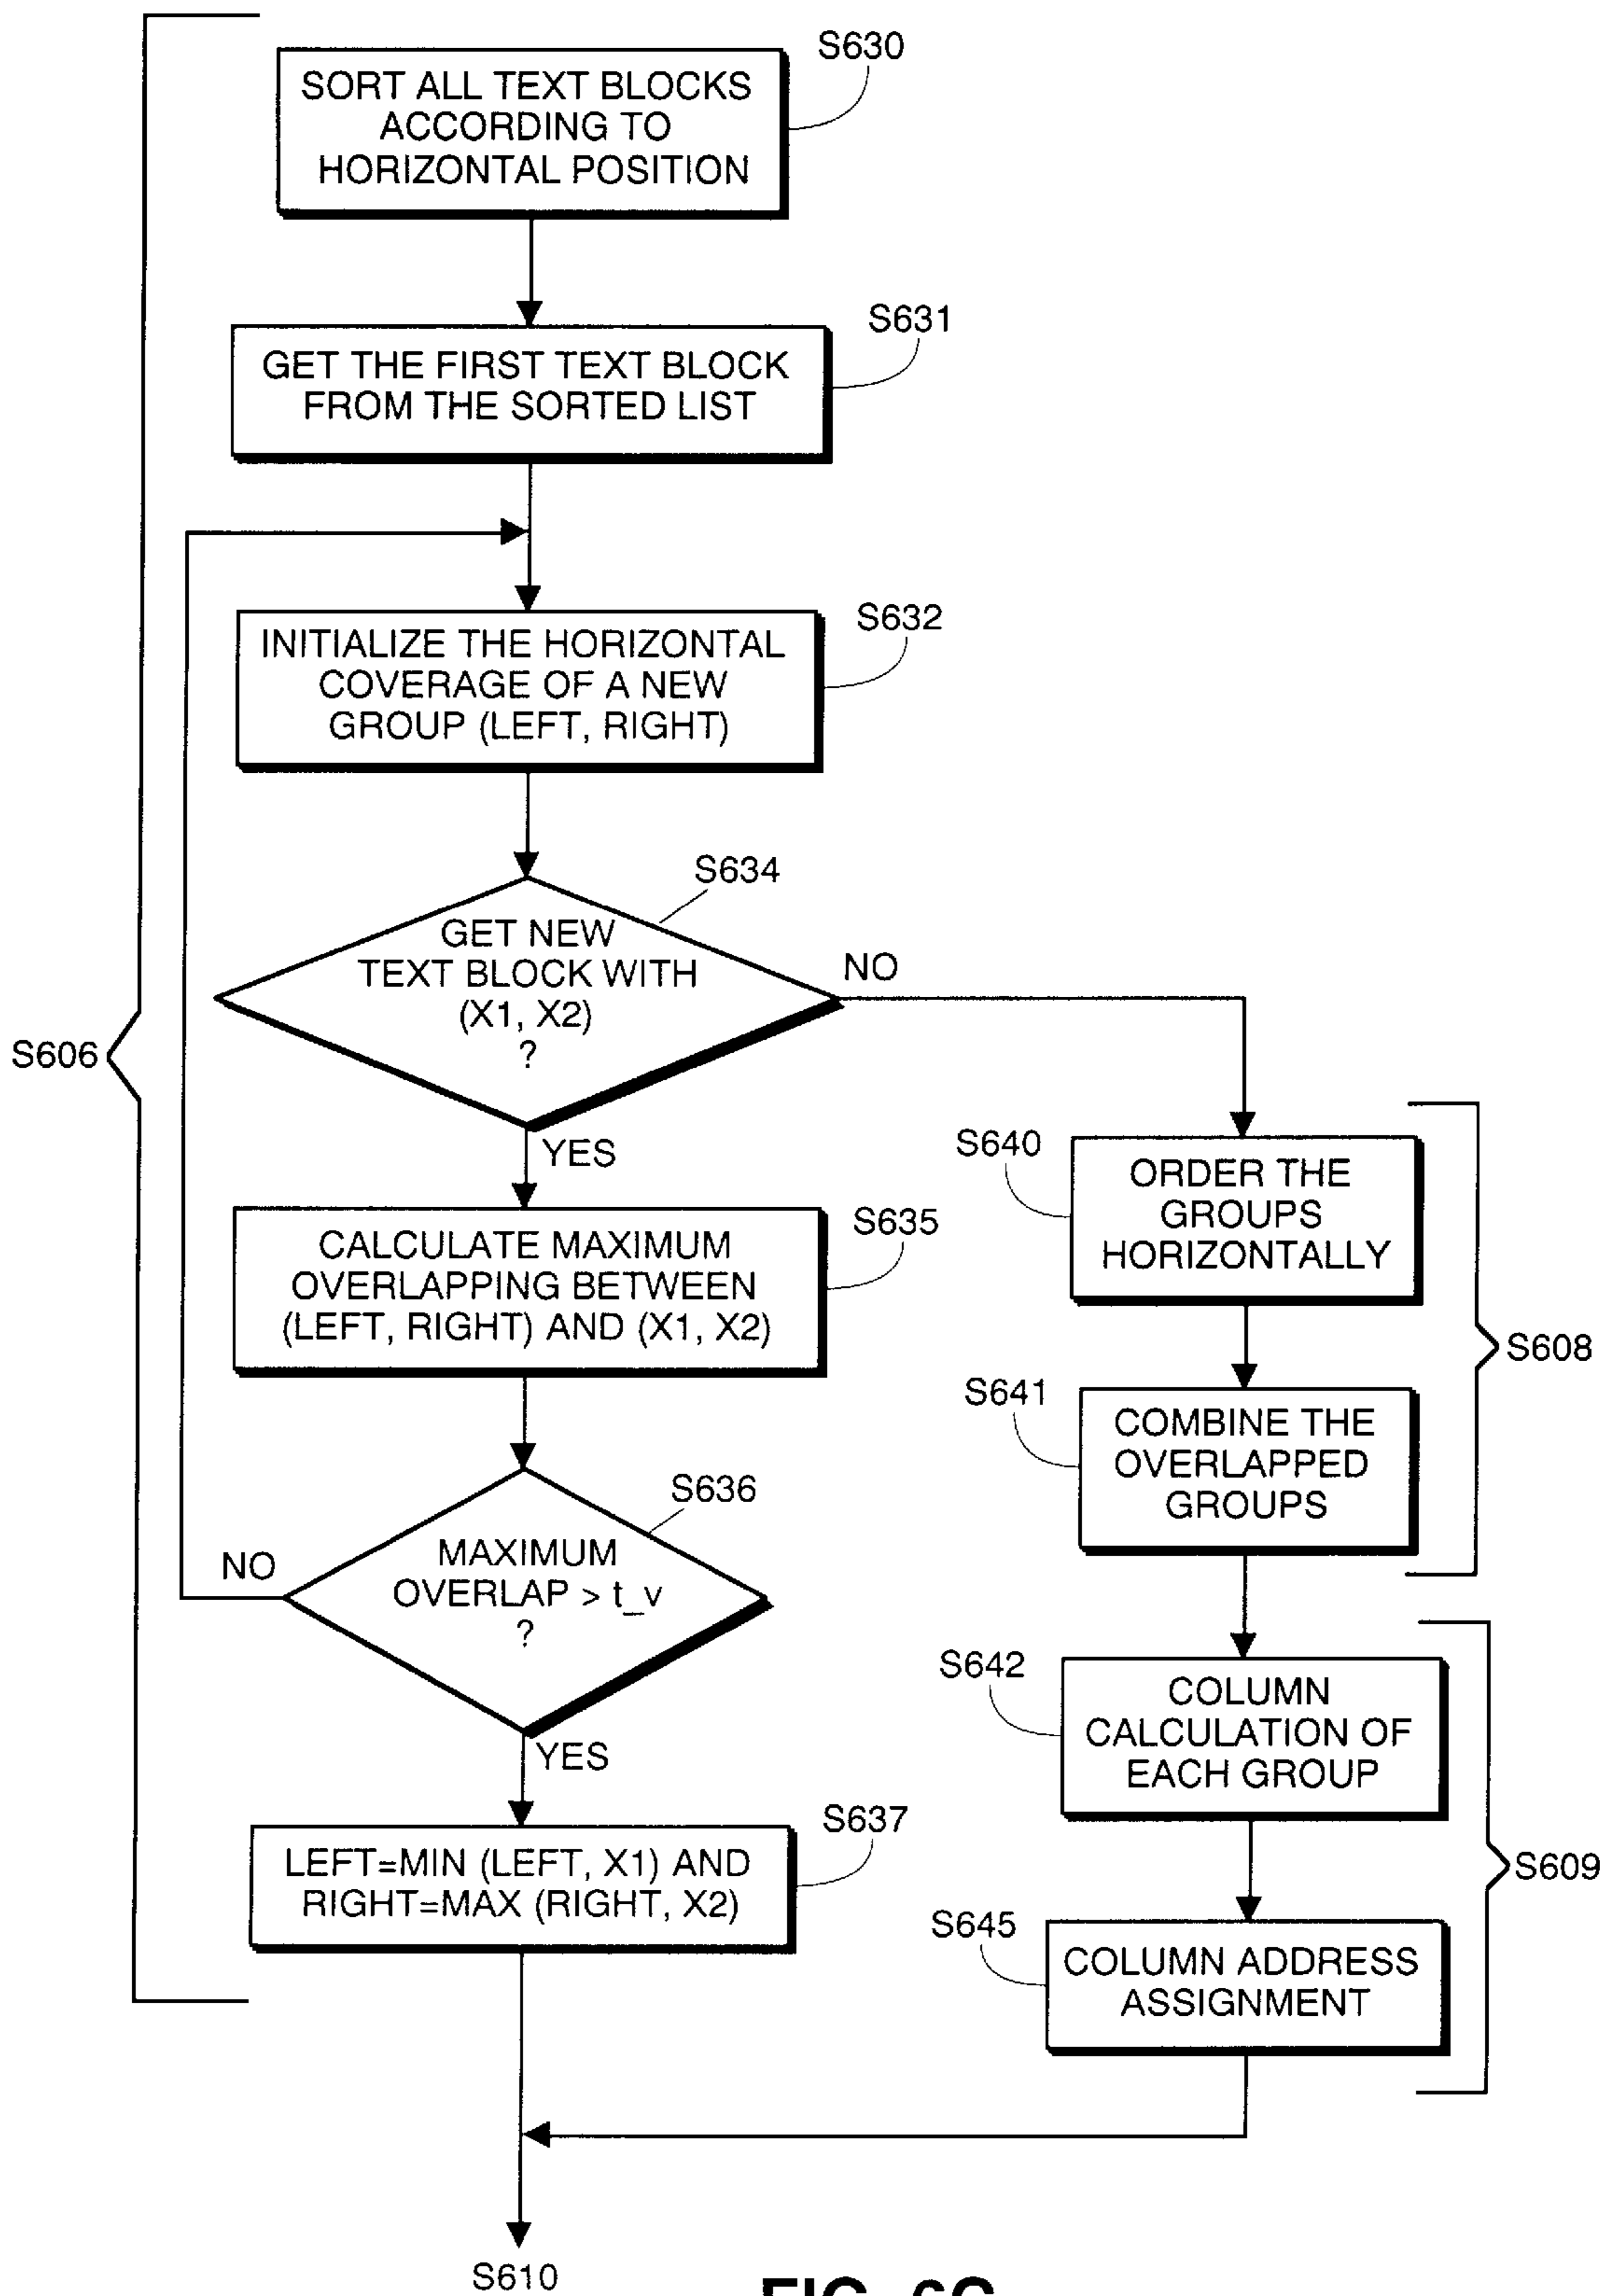 S630
SORT ALL TEXT BLOCKS
ACCORDING TO
HORIZONTAL POSITION
S631
GET THE FIRST TEXT BLOCK
FROM THE SORTED LIST
S632
INITIALIZE THE HORIZONTAL
COVERAGE OF A NEW
GROUP (LEFT, RIGHT)
S634
GET NEW
TEXT BLOCK WITH
(X1, X2)
?
NO
YES
S606
S635
CALCULATE MAXIMUM
OVERLAPPING BETWEEN
(LEFT, RIGHT) AND (X1, X2)
S636
MAXIMUM
OVERLAP > t_v
?
NO
YES
S637
LEFT=MIN (LEFT, X1) AND
RIGHT=MAX (RIGHT, X2)
S640
ORDER THE
GROUPS
HORIZONTALLY
S608
S641
COMBINE THE
OVERLAPPED
GROUPS
S642
COLUMN
CALCULATION OF
EACH GROUP
S609
S645
COLUMN ADDRESS
ASSIGNMENT
S610